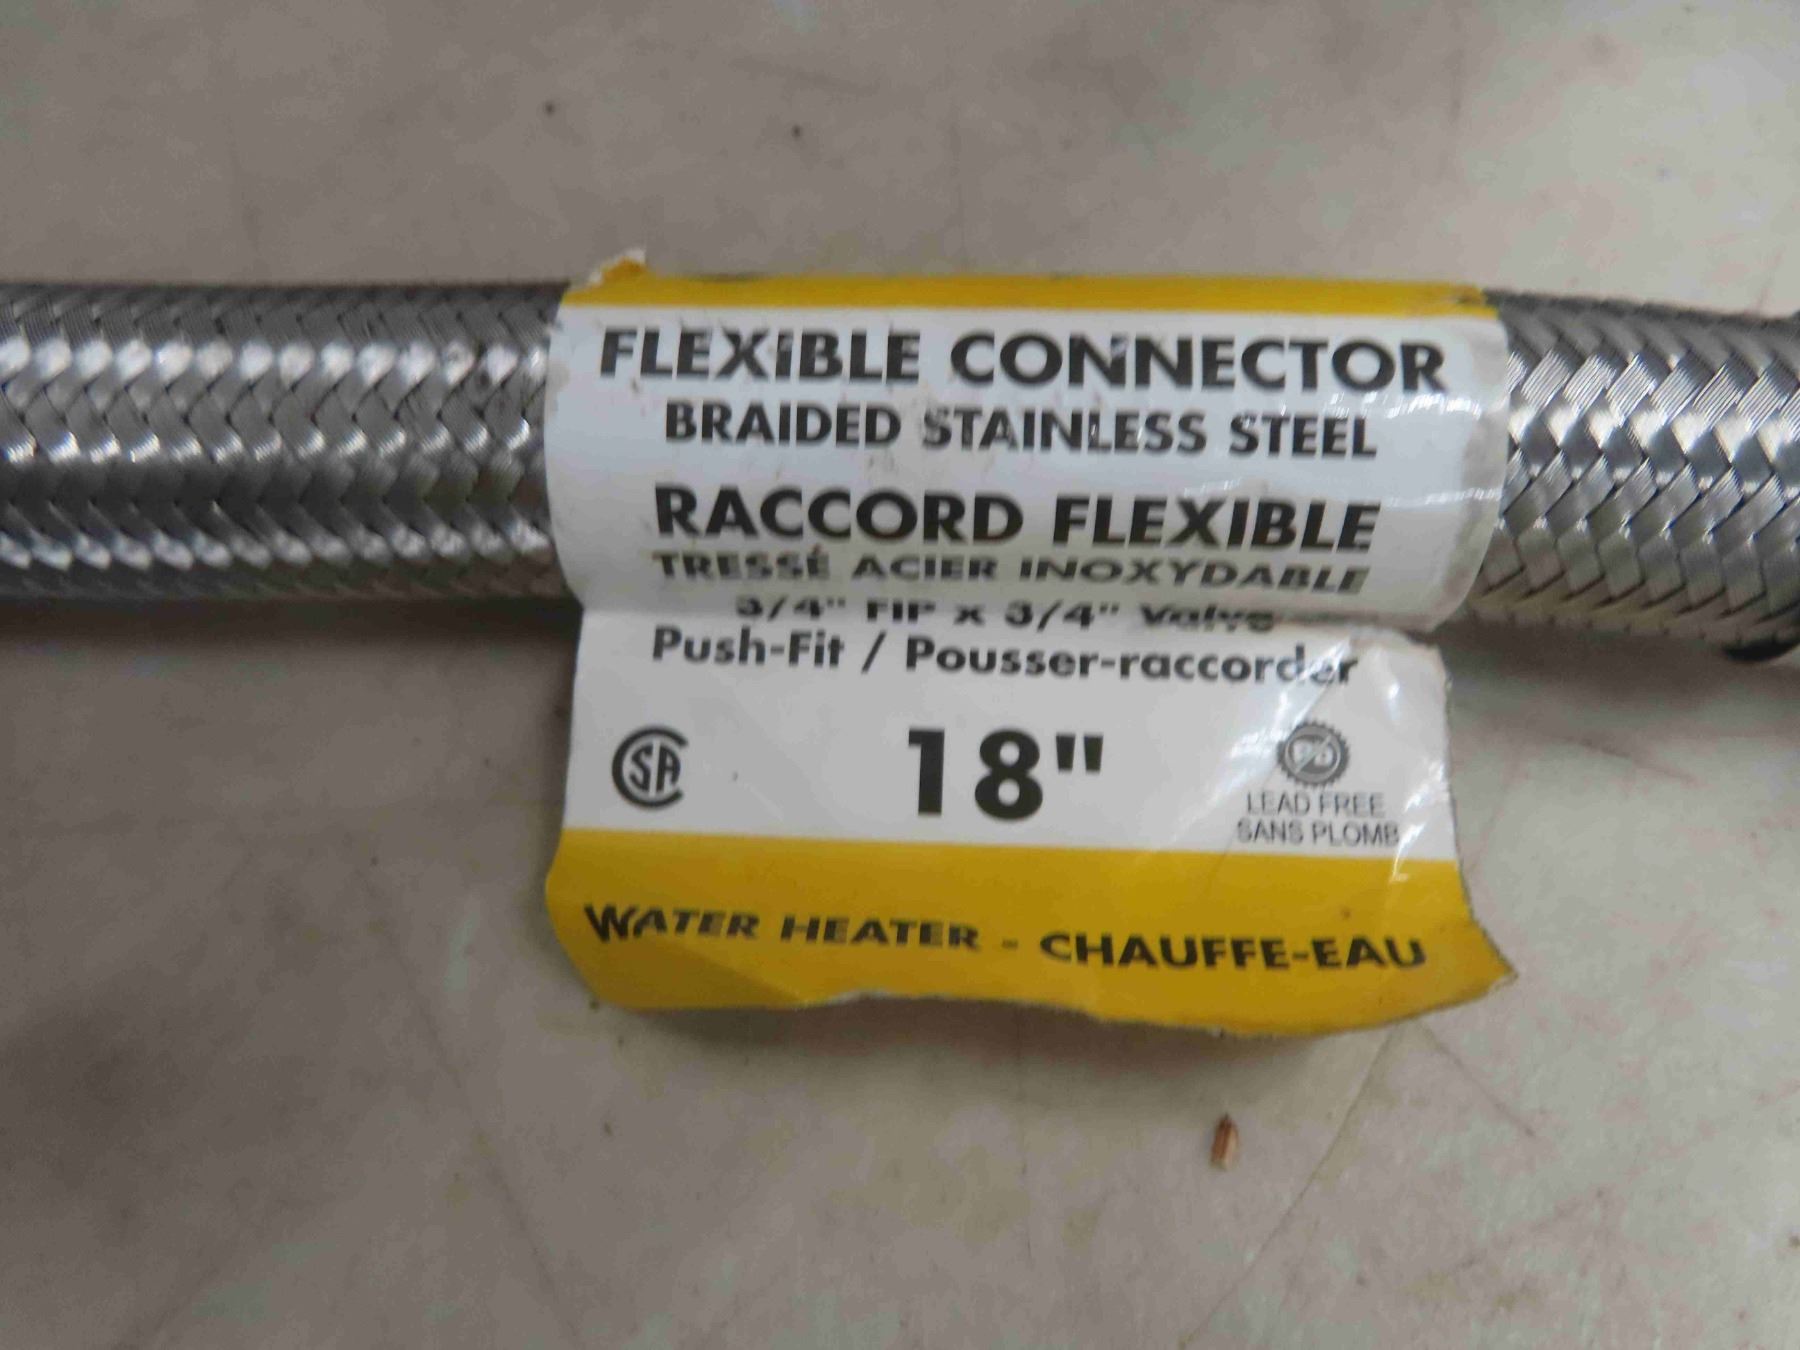 FLEXIBLE CONNECTOR
BRAIDED STAINLESS STEEL
RACCORD FLEXIBLE
TRESSÉ ACIER INOXYDABLE
3/4" FIP x 3/4" Valve
Push-Fit / Pousser-raccorder
CSA 18"
LEAD FREE
SANS PLOMB
WATER HEATER - CHAUFFE-EAU